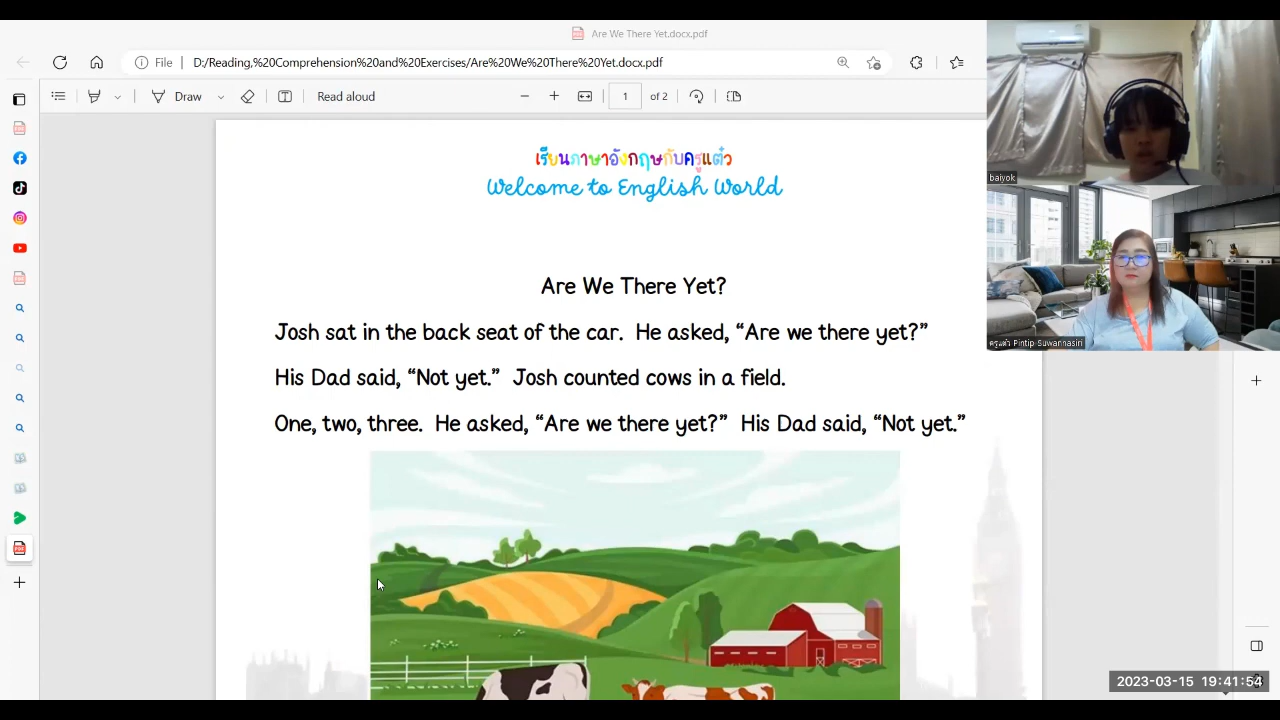 Are We There Yet.docx.pdf
File | D:/Reading,%20Comprehension%20and%20Exercises/Are%20We%20There%20Yet.docx.pdf
Draw
Read aloud
1 of 2
baiyok
เรียนภาษาอังกฤษกับครูแต๋ว
Welcome to English World
Are We There Yet?
Josh sat in the back seat of the car. He asked, “Are we there yet?”
ครูแต๋ว Pintip Suwannasiri
His Dad said, “Not yet.” Josh counted cows in a field.
One, two, three. He asked, “Are we there yet?” His Dad said, “Not yet.”
PDF
2023-03-15 19:41:54